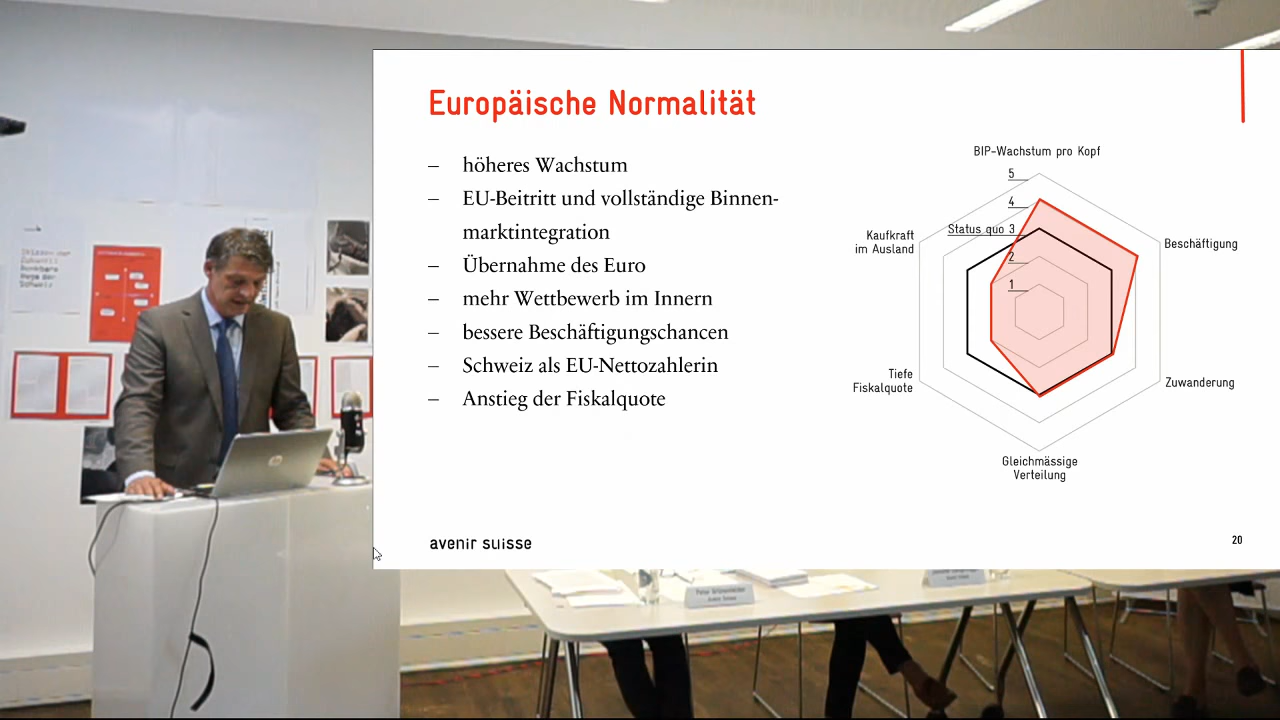 Europäische Normalität
– höheres Wachstum
– EU-Beitritt und vollständige Binnen-
marktintegration
– Übernahme des Euro
– mehr Wettbewerb im Innern
– bessere Beschäftigungschancen
– Schweiz als EU-Nettozahlerin
– Anstieg der Fiskalquote
BIP-Wachstum pro Kopf
5
4
Status quo 3
2
1
Beschäftigung
Zuwanderung
Gleichmässige
Verteilung
Tiefe
Fiskalquote
Kaufkraft
im Ausland
avenir suisse
20